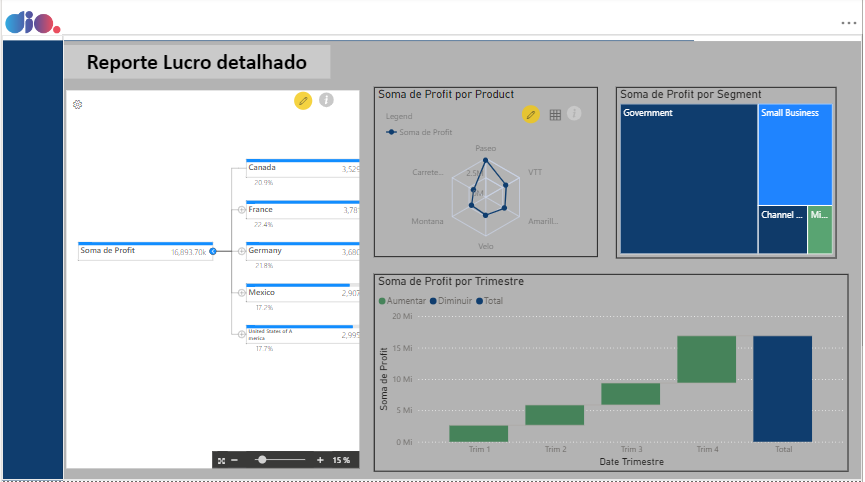 dio.
Reporte Lucro detalhado
Canada
3,529
20.9%
France
3,78
22.4%
Soma de Profit
16,893.70k
Germany
3,680
21.8%
Mexico
2,907
17.2%
United States of A
merica
2,995
17.7%
15 %
Soma de Profit por Product
Legend
Soma de Profit
Paseo
Carrete...
2,5M
VTT
Montana
Amarill...
Velo
Soma de Profit por Segment
Government
Small Business
Channel ...
Mi...
Soma de Profit por Trimestre
Aumentar Diminuir Total
20 Mi
15 Mi
10 Mi
5 Mi
0 Mi
Soma de Profit
Trim 1 Trim 2 Trim 3 Trim 4 Total
Date Trimestre